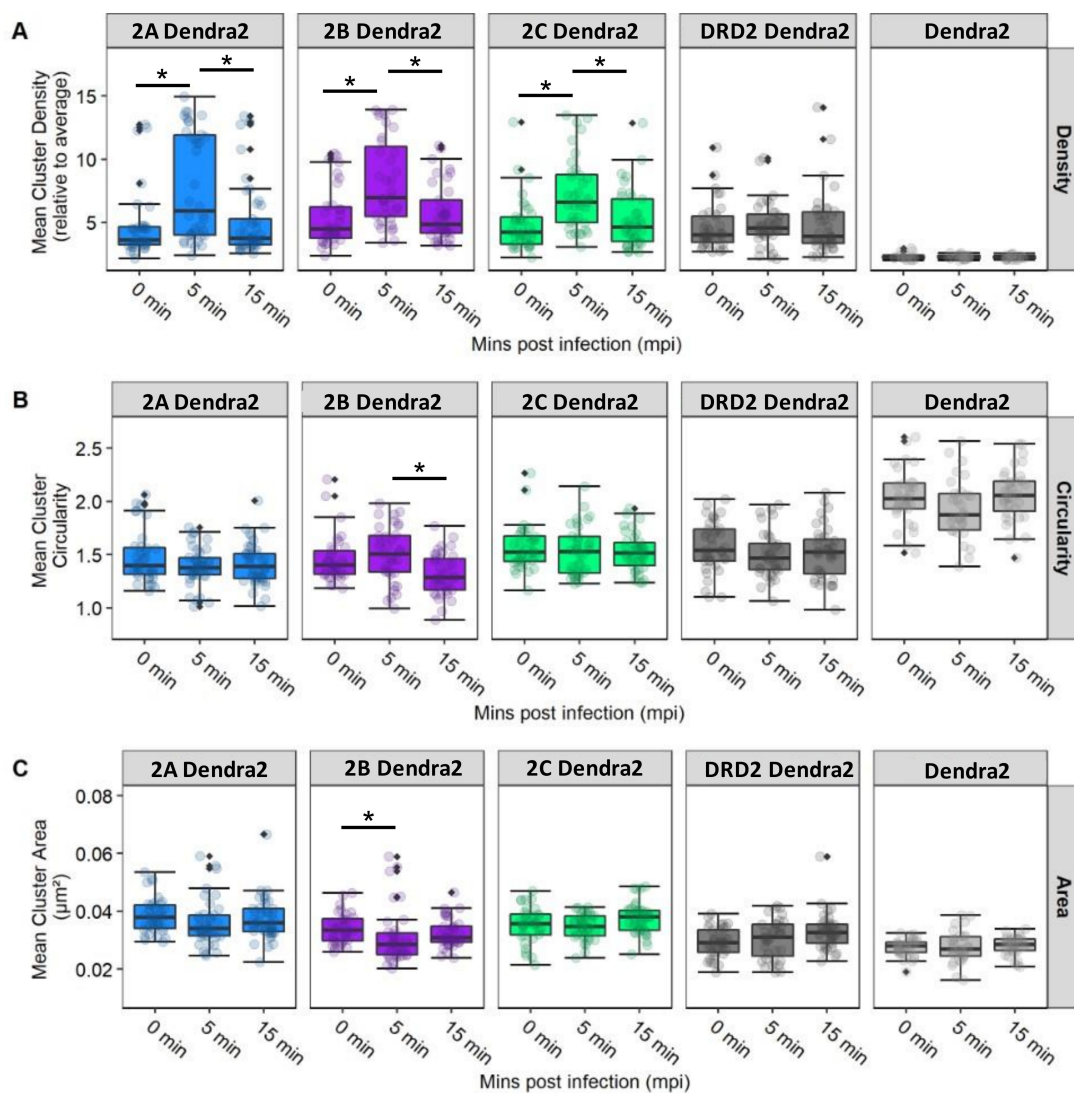 A
2A Dendra2
2B Dendra2
2C Dendra2
DRD2 Dendra2
Dendra2
Mean Cluster Density
(relative to average)
15
10
5
*
*
*
*
*
*
Density
0 min
5 min
15 min
0 min
5 min
15 min
0 min
5 min
15 min
0 min
5 min
15 min
0 min
5 min
15 min
Mins post infection (mpi)
B
2A Dendra2
2B Dendra2
2C Dendra2
DRD2 Dendra2
Dendra2
Mean Cluster
Circularity
2.5
2.0
1.5
1.0
*
Circularity
0 min
5 min
15 min
0 min
5 min
15 min
0 min
5 min
15 min
0 min
5 min
15 min
0 min
5 min
15 min
Mins post infection (mpi)
C
2A Dendra2
2B Dendra2
2C Dendra2
DRD2 Dendra2
Dendra2
Mean Cluster Area
(µm²)
0.08
0.06
0.04
0.02
*
Area
0 min
5 min
15 min
0 min
5 min
15 min
0 min
5 min
15 min
0 min
5 min
15 min
0 min
5 min
15 min
Mins post infection (mpi)